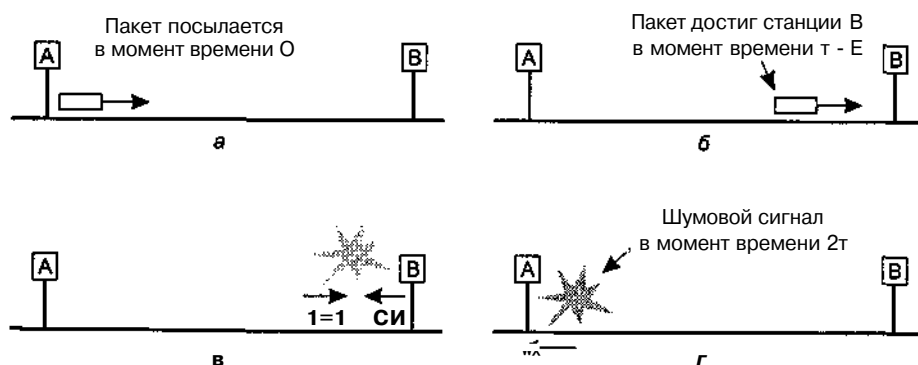 Пакет посылается
в момент времени О
A
B
а
Пакет достиг станции В
в момент времени т - Е
A
B
б
A
B
1=1 СИ
в
Шумовой сигнал
в момент времени 2т
A
B
г